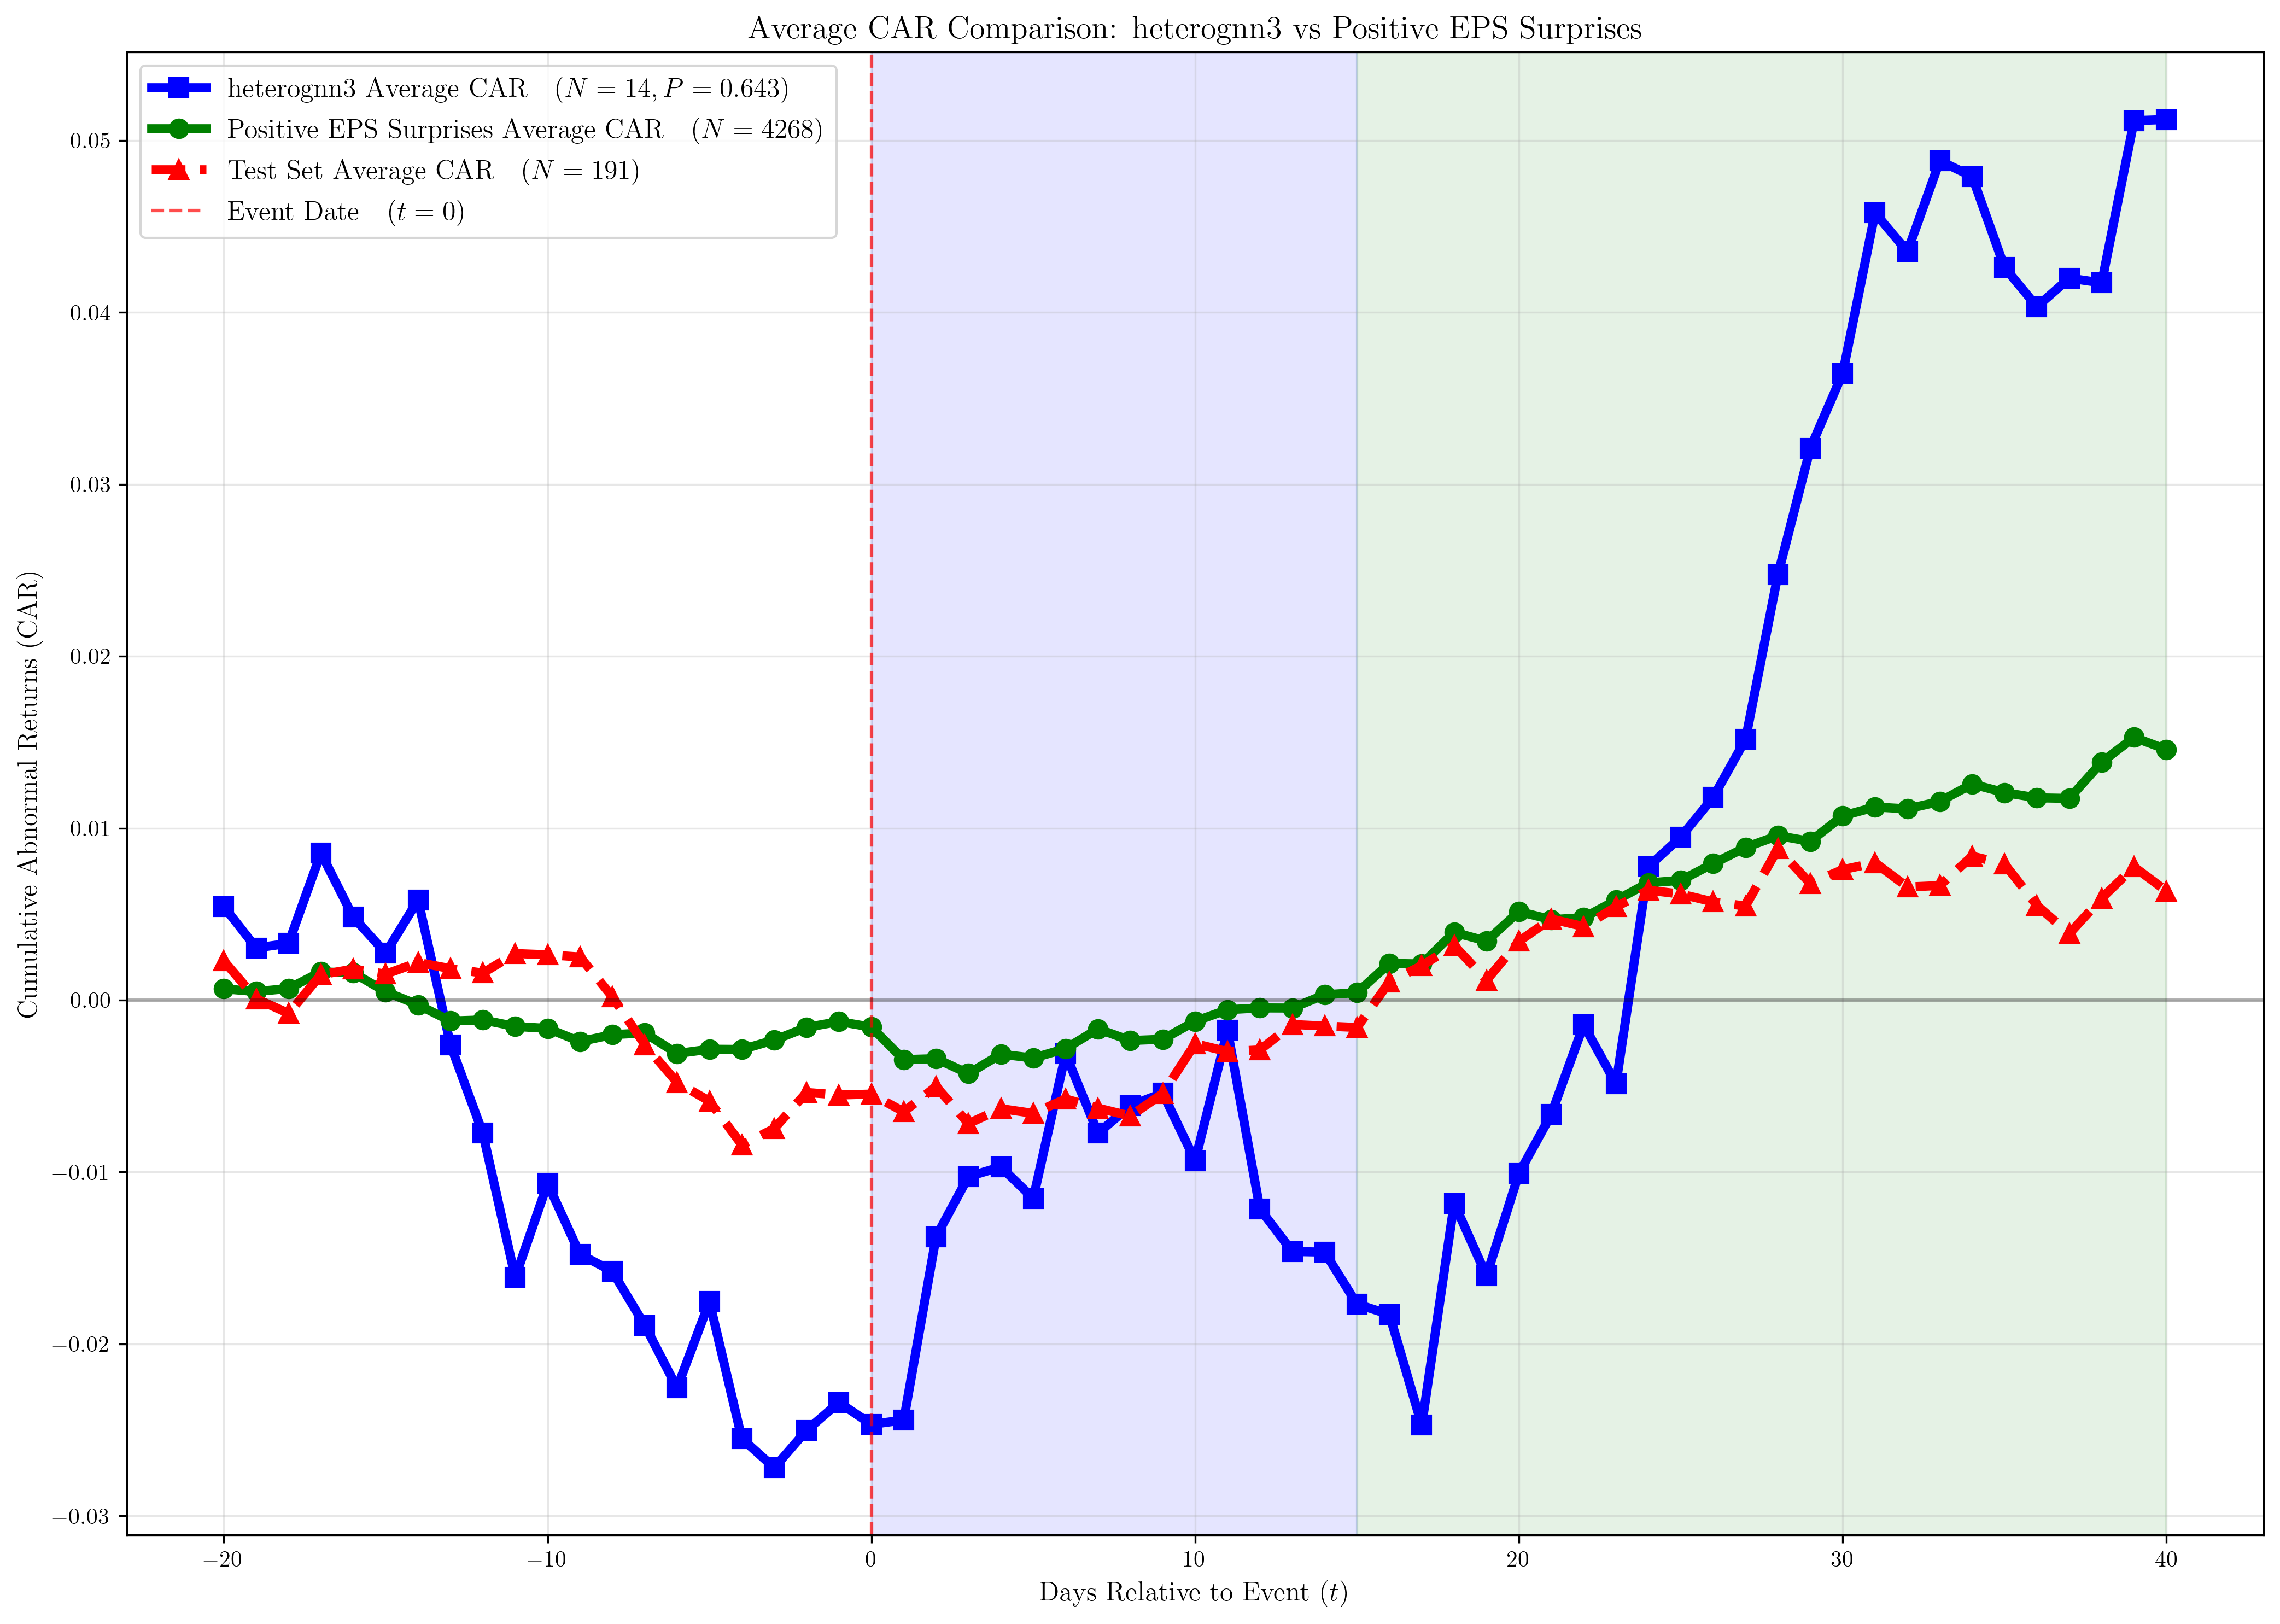 Average CAR Comparison: heterognn3 vs Positive EPS Surprises
heterognn3 Average CAR (N = 14, P = 0.643)
Positive EPS Surprises Average CAR (N = 4268)
Test Set Average CAR (N = 191)
Event Date (t = 0)
Cumulative Abnormal Returns (CAR)
0.05
0.04
0.03
0.02
0.01
0.00
−0.01
−0.02
−0.03
−20 −10 0 10 20 30 40
Days Relative to Event (t)